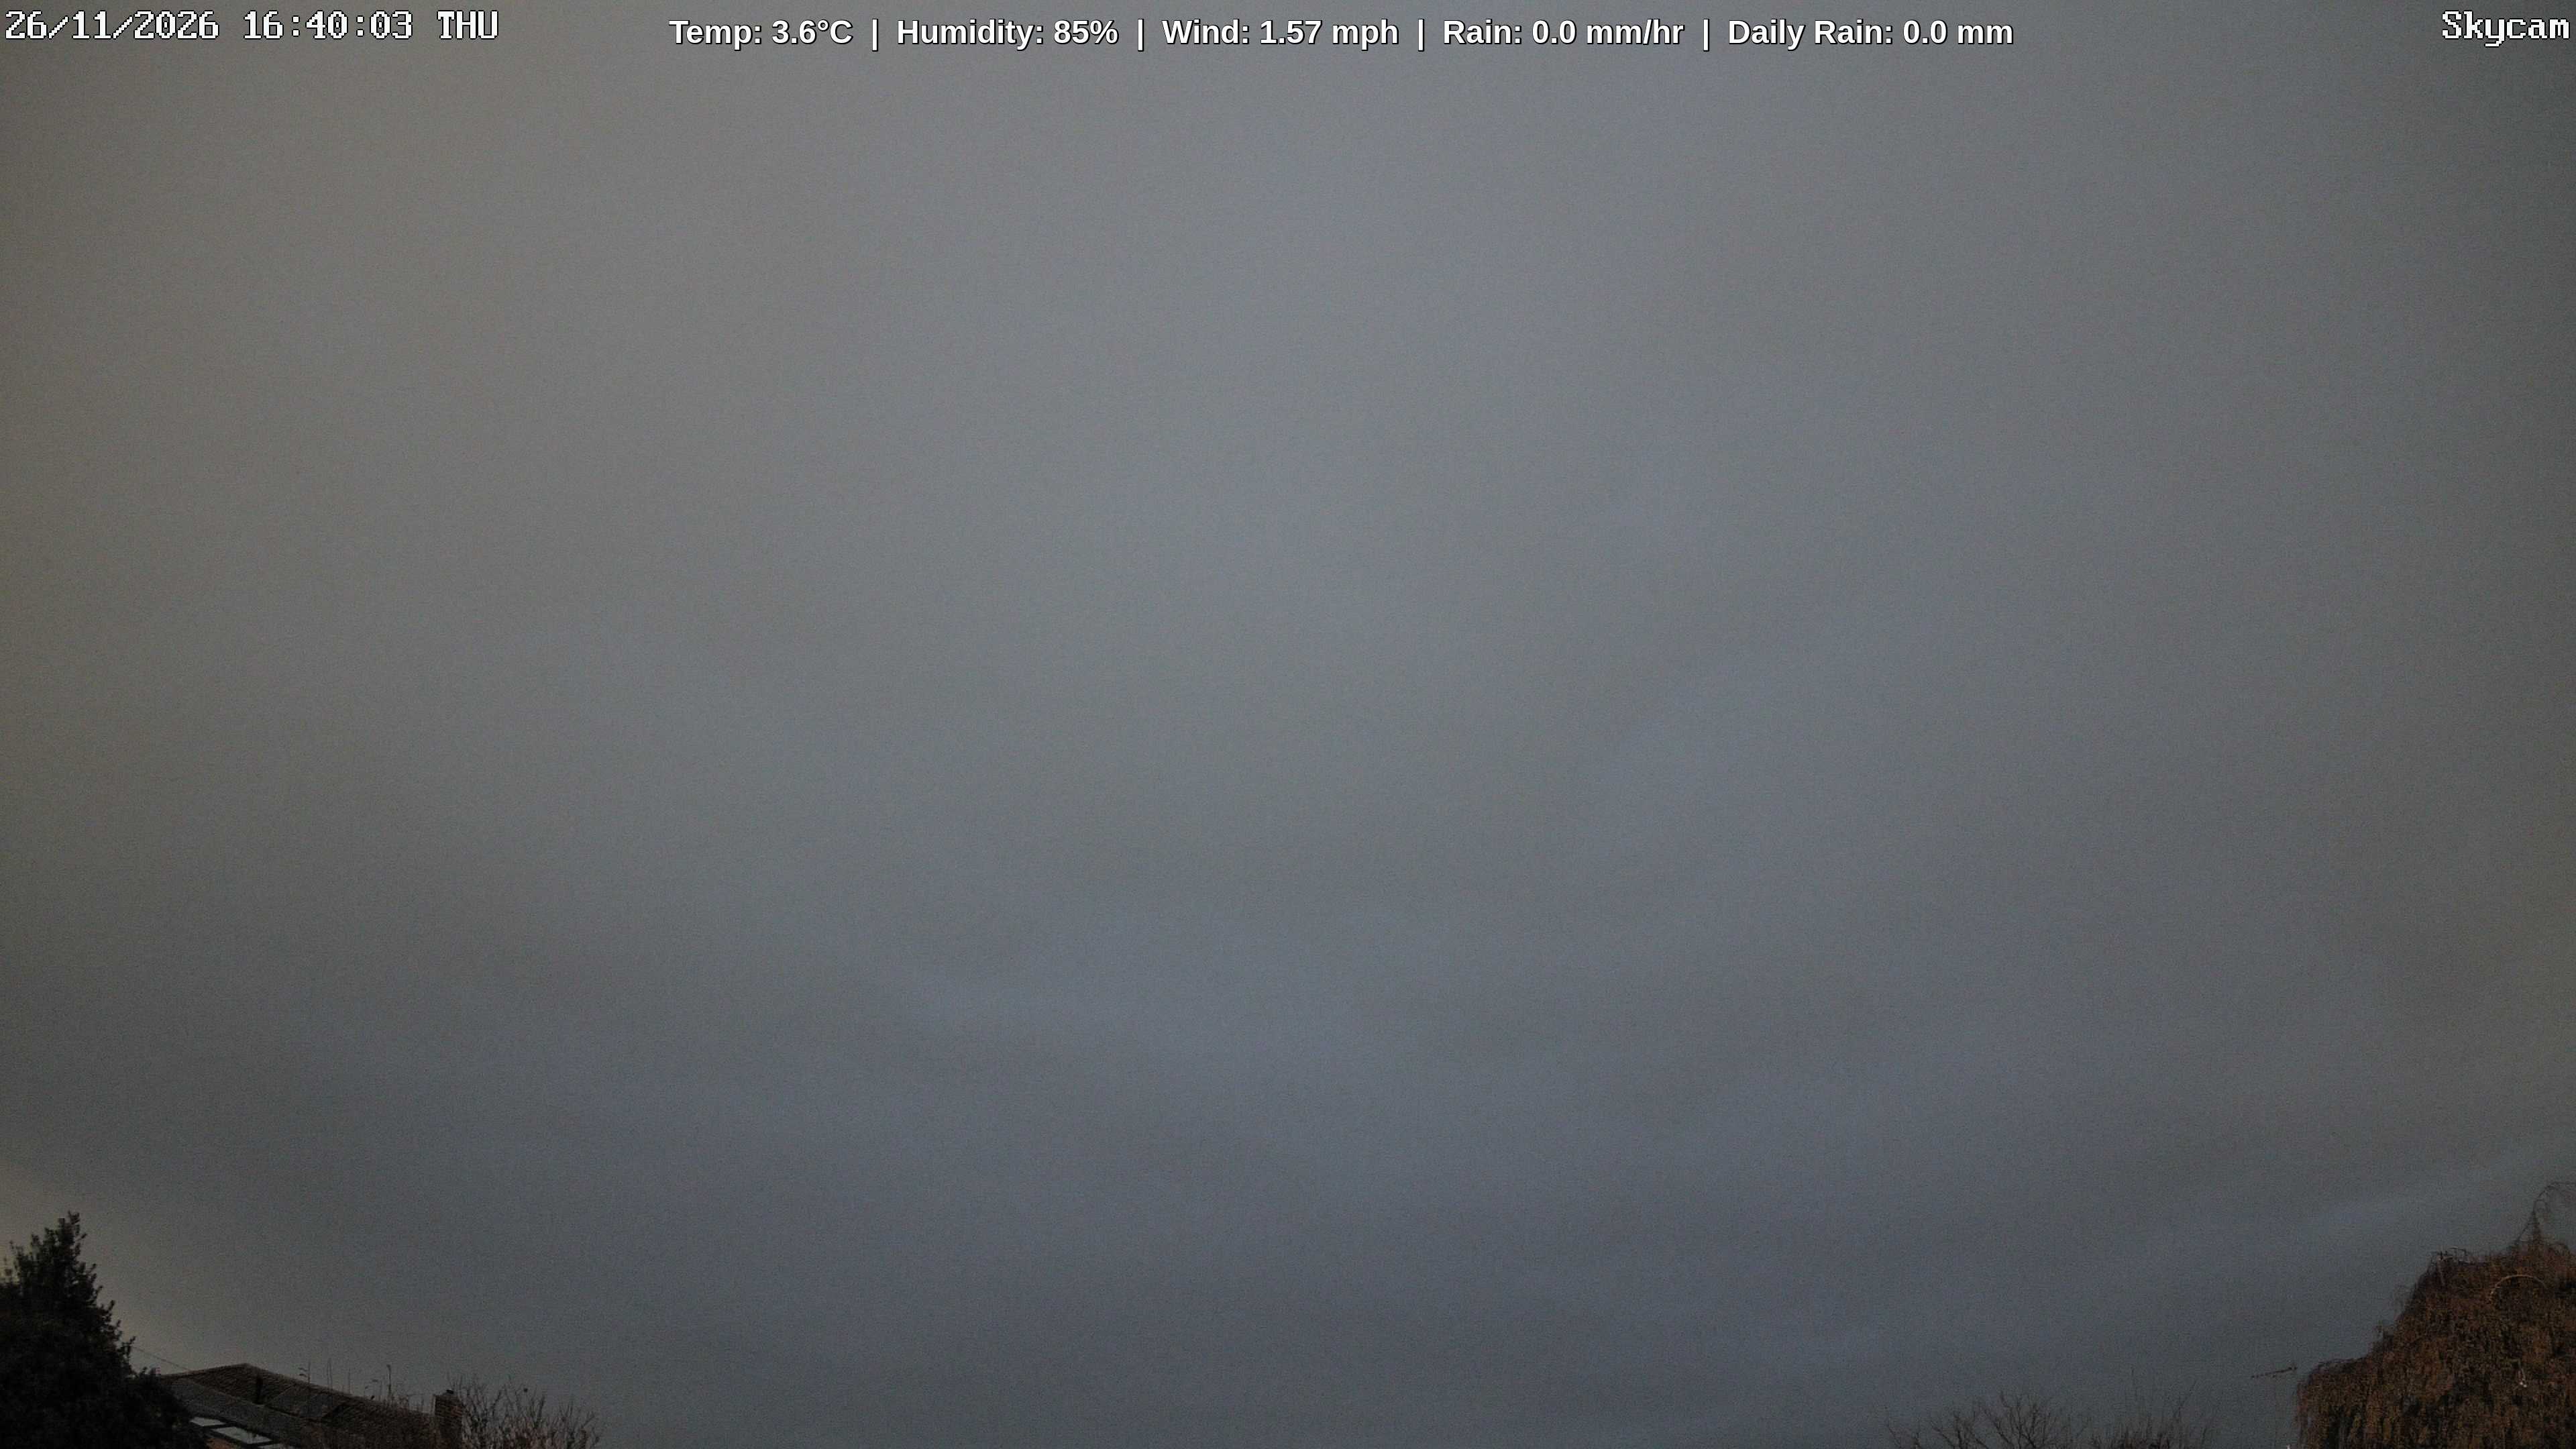 26/11/2026 16:40:03 THU
Temp: 3.6°C | Humidity: 85% | Wind: 1.57 mph | Rain: 0.0 mm/hr | Daily Rain: 0.0 mm
Skycam